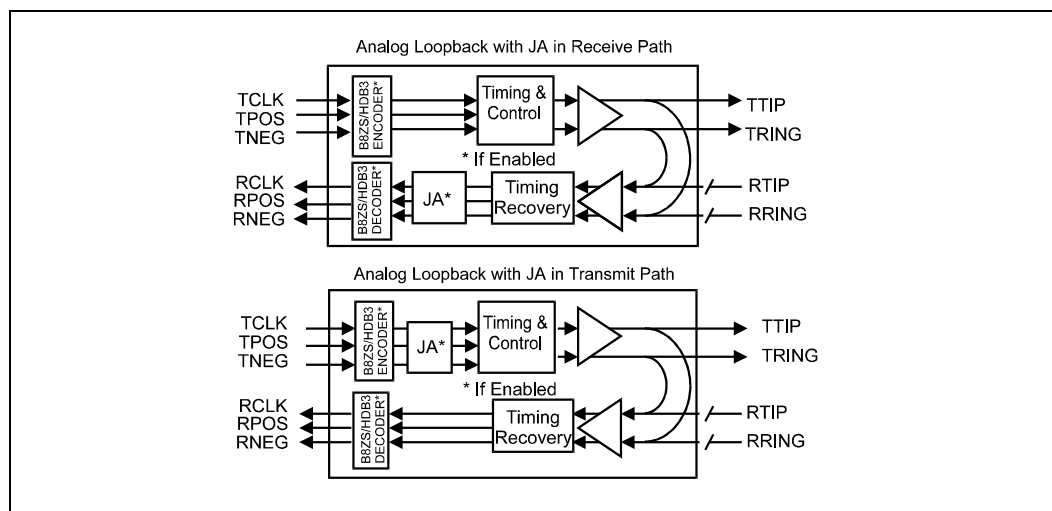 Analog Loopback with JA in Receive Path
TCLK
TPOS
TNEG
B8ZS/HDB3
ENCODER*
Timing &
Control
TTIP
TRING
* If Enabled
RCLK
RPOS
RNEG
B8ZS/HDB3
DECODER*
JA*
Timing
Recovery
RTIP
RRING
Analog Loopback with JA in Transmit Path
TCLK
TPOS
TNEG
B8ZS/HDB3
ENCODER*
JA*
Timing &
Control
TTIP
TRING
* If Enabled
RCLK
RPOS
RNEG
B8ZS/HDB3
DECODER*
Timing
Recovery
RTIP
RRING